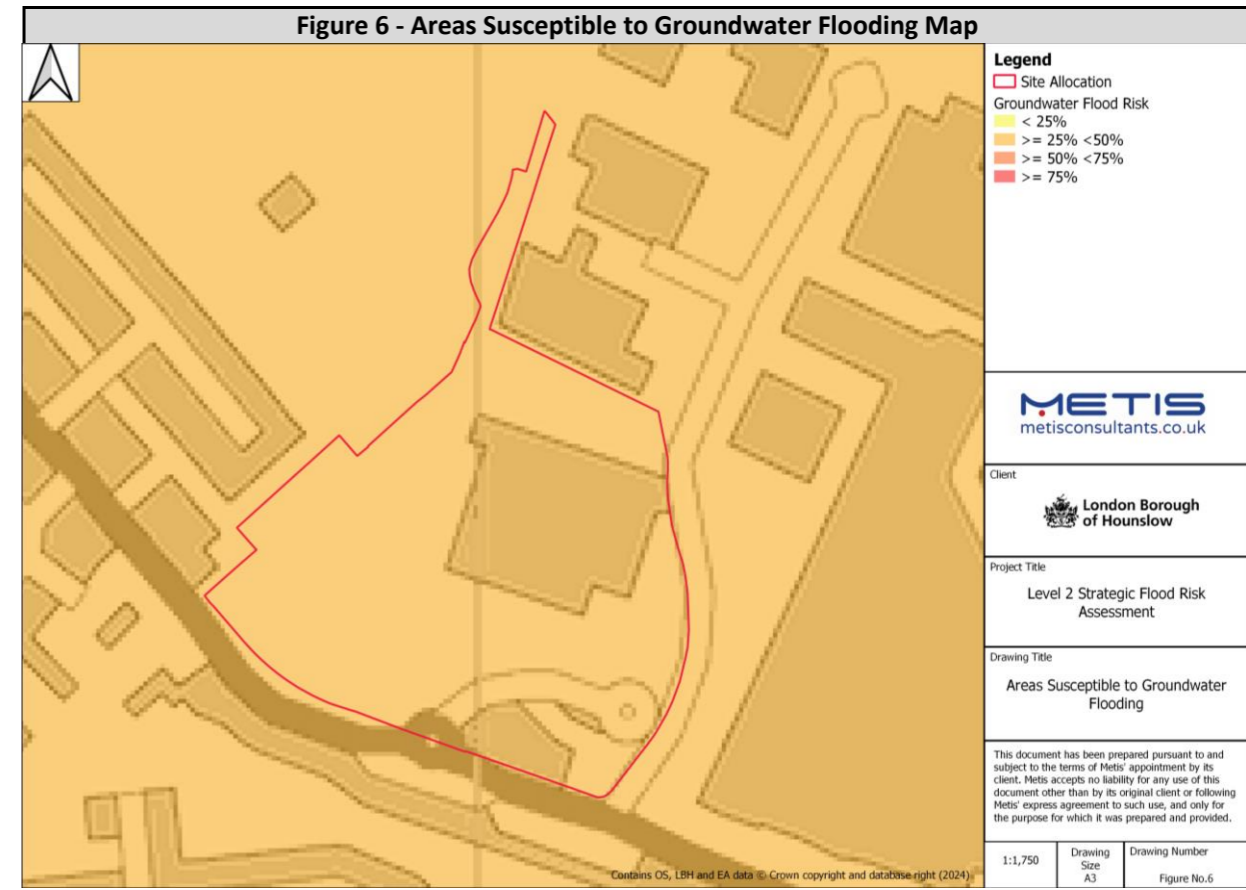 Figure 6 - Areas Susceptible to Groundwater Flooding Map
Legend
Site Allocation
Groundwater Flood Risk
< 25%
>= 25% <50%
>= 50% <75%
>= 75%
METIS
metisconsultants.co.uk
Client
London Borough
of Hounslow
Project Title
Level 2 Strategic Flood Risk
Assessment
Drawing Title
Areas Susceptible to Groundwater
Flooding
This document has been prepared pursuant to and
subject to the terms of Metis' appointment by its
client. Metis accepts no liability for any use of this
document other than by its original client or following
Metis' express agreement to such use, and only for
the purpose for which it was prepared and provided.
1:1,750
Drawing
Size
A3
Drawing Number
Figure No.6
Contains OS, LBH and EA data © Crown copyright and database right (2024)